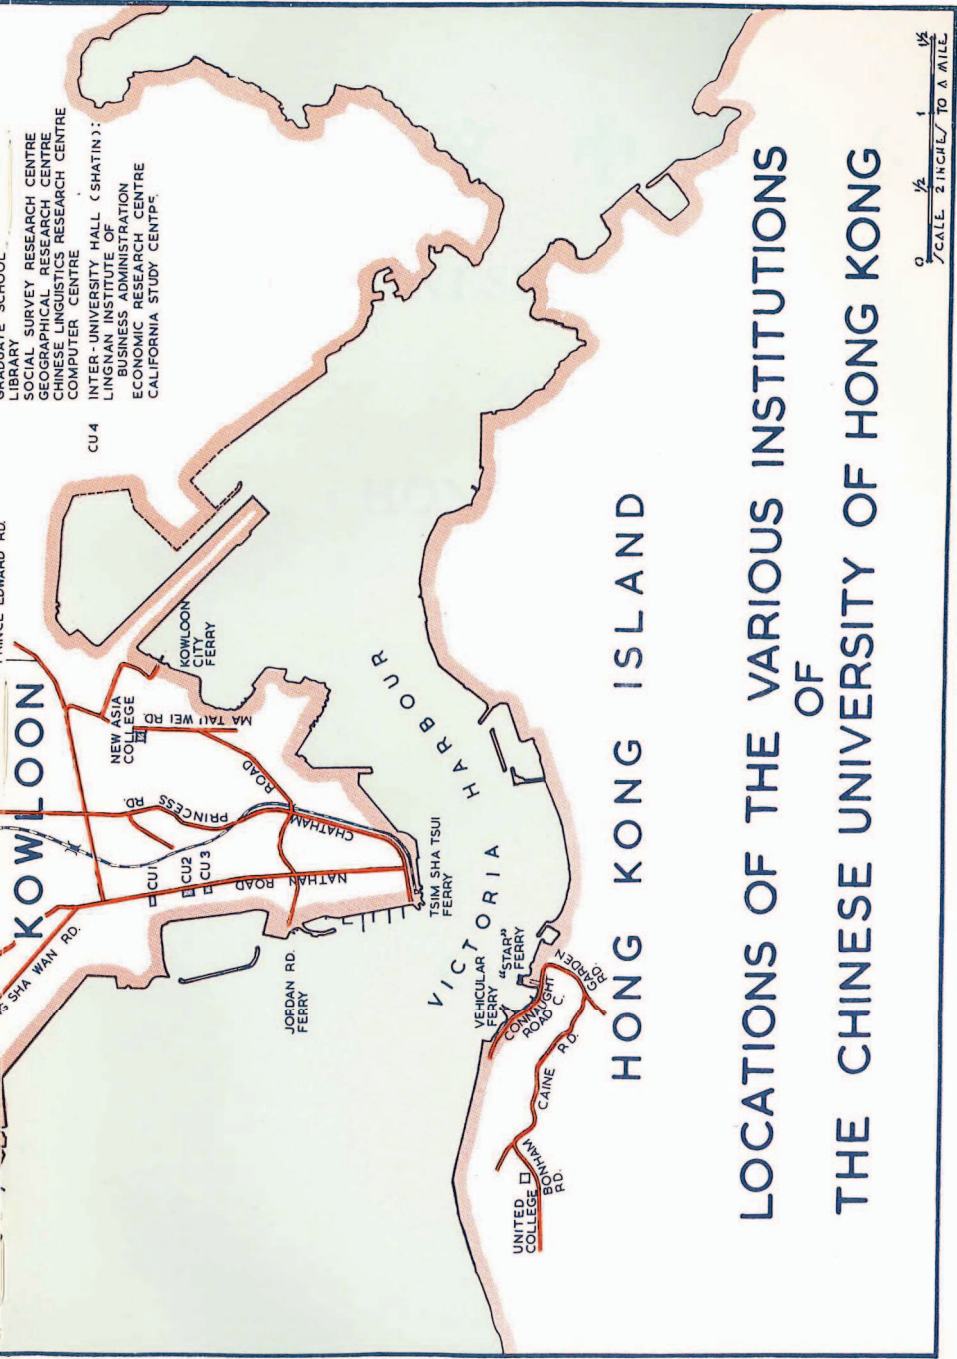 GRADUATE SCHOOL
LIBRARY
SOCIAL SURVEY RESEARCH CENTRE
GEOGRAPHICAL RESEARCH CENTRE
CHINESE LINGUISTICS RESEARCH CENTRE
COMPUTER CENTRE
CU4 INTER-UNIVERSITY HALL (SHATIN):
LINGNAN INSTITUTE OF
BUSINESS ADMINISTRATION
ECONOMIC RESEARCH CENTRE
CALIFORNIA STUDY CENTRE
PRINCE EDWARD RD.
KOWLOON
SHA WAN RD.
NEW ASIA
COLLEGE
MA TAU WEI RD.
KOWLOON
CITY
FERRY
PRINCESS
RD.
CHATHAM
ROAD
CU1
CU2
CU3
NATHAN
ROAD
JORDAN RD.
FERRY
TSIM SHA TSUI
FERRY
VICTORIA HARBOUR
VEHICULAR
FERRY
"STAR"
FERRY
CONNAUGHT
ROAD C.
GARDEN
RD.
CAINE RD.
BONHAM
RD.
UNITED
COLLEGE
HONG KONG ISLAND
LOCATIONS OF THE VARIOUS INSTITUTIONS
OF
THE CHINESE UNIVERSITY OF HONG KONG
0 ½ 1 1½
SCALE 2 INCHES TO A MILE